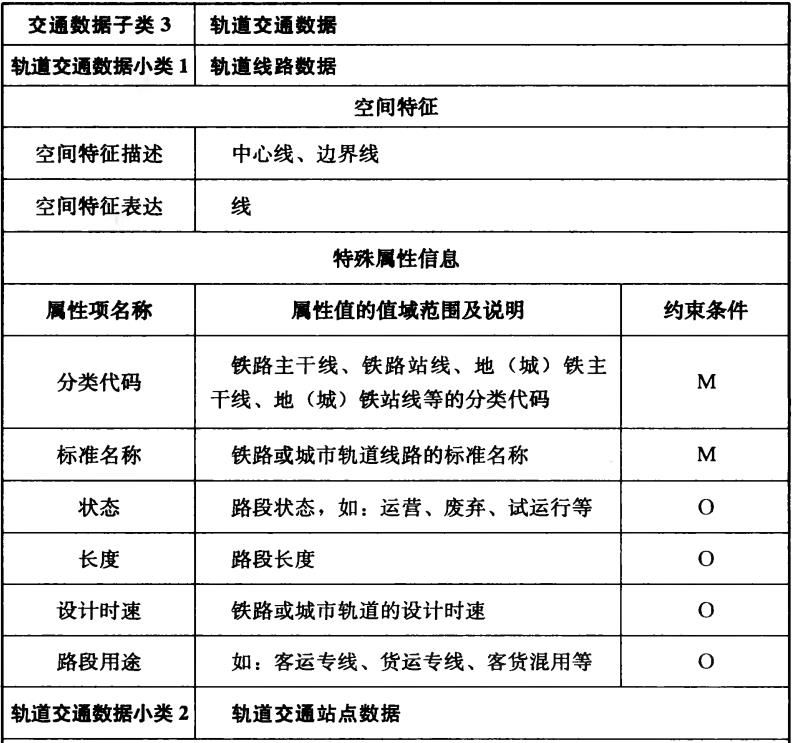 交通数据子类 3 轨道交通数据
轨道交通数据小类 1 轨道线路数据
空间特征
空间特征描述 中心线、边界线
空间特征表达 线
特殊属性信息
属性项名称 属性值的值域范围及说明 约束条件
分类代码 铁路主干线、铁路站线、地（城）铁主
干线、地（城）铁站线等的分类代码 M
标准名称 铁路或城市轨道线路的标准名称 M
状态 路段状态，如：运营、废弃、试运行等 O
长度 路段长度 O
设计时速 铁路或城市轨道的设计时速 O
路段用途 如：客运专线、货运专线、客货混用等 O
轨道交通数据小类 2 轨道交通站点数据